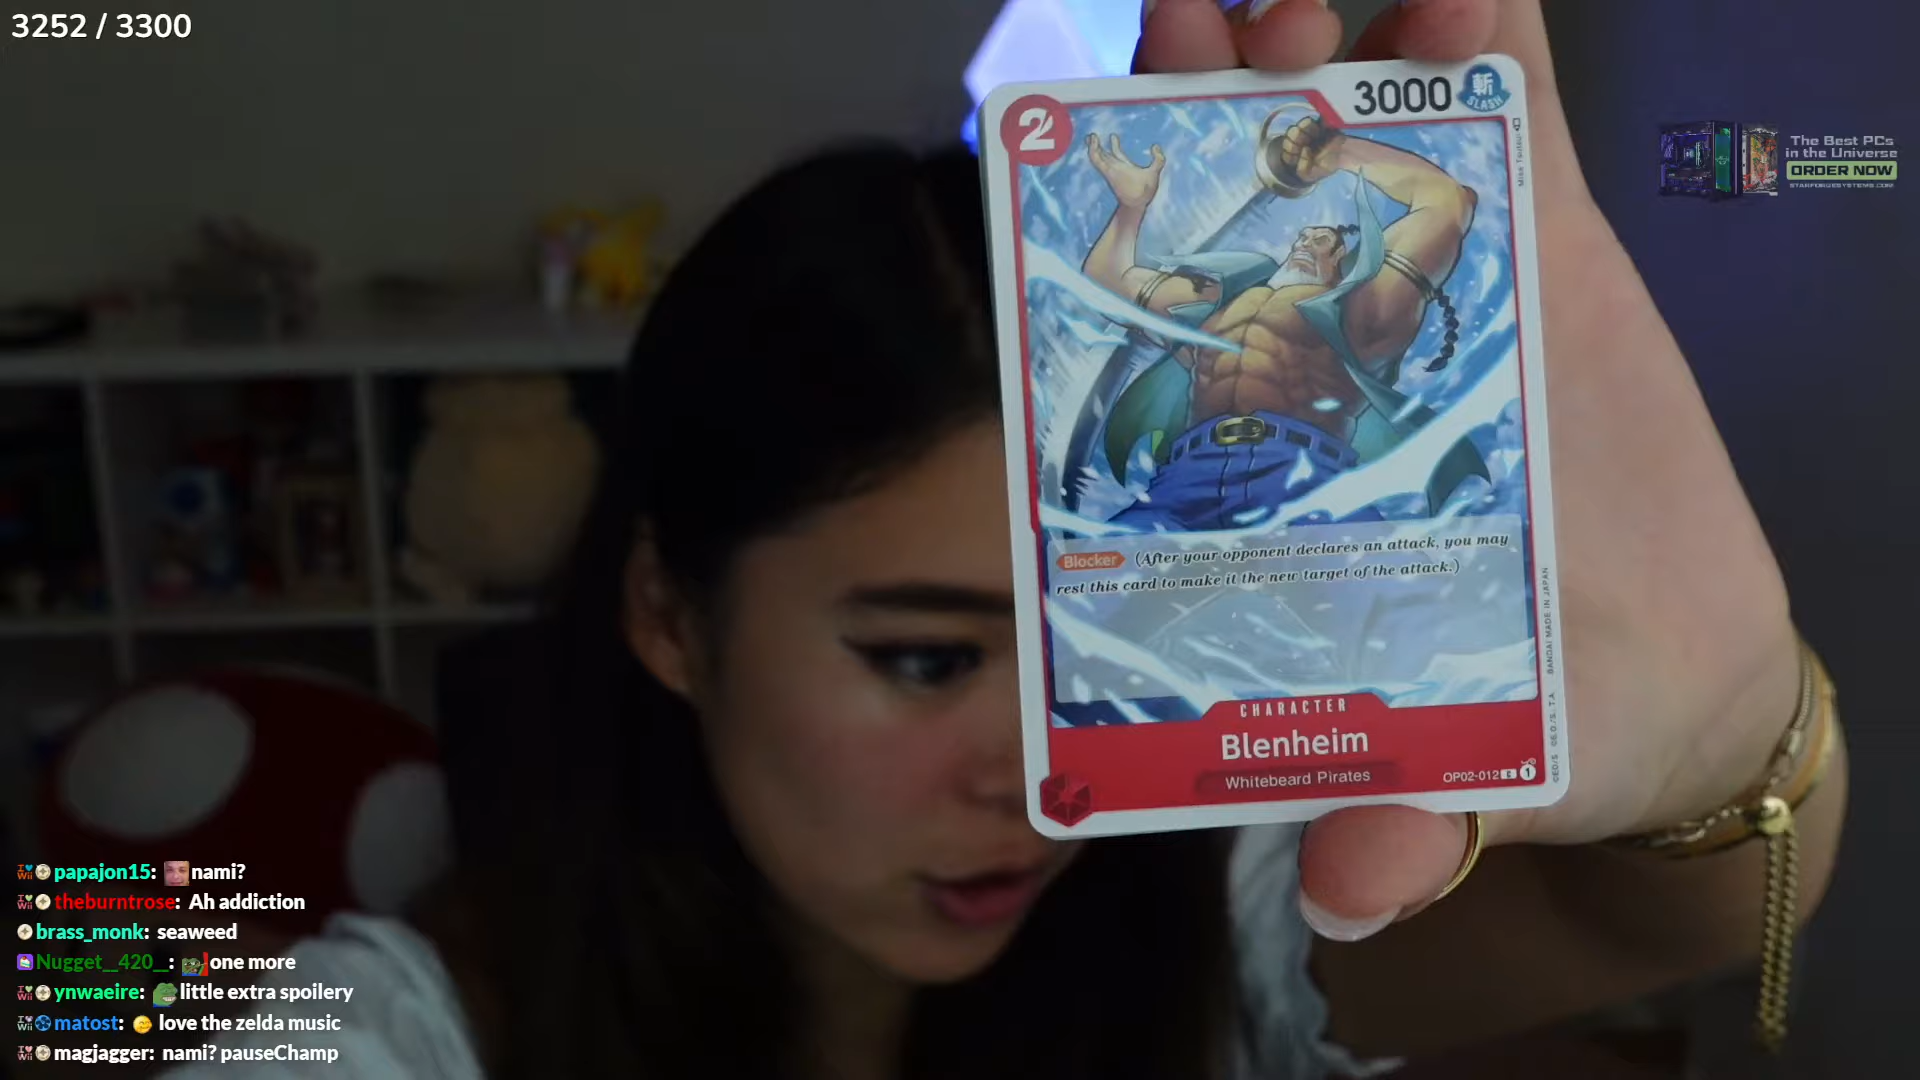 3252 / 3300
2
3000
斬
SLASH
The Best PCs
in the Universe
ORDER NOW
STARFORGESYSTEMS.COM
Blocker (After your opponent declares an attack, you may
rest this card to make it the new target of the attack.)
CHARACTER
Blenheim
Whitebeard Pirates
OP02-012 C 1
BANDAI MADE IN JAPAN
papajon15: nami?
theburntrose: Ah addiction
brass_monk: seaweed
Nugget__420__: one more
ynwaeire: little extra spoilery
matost: love the zelda music
magjagger: nami? pauseChamp